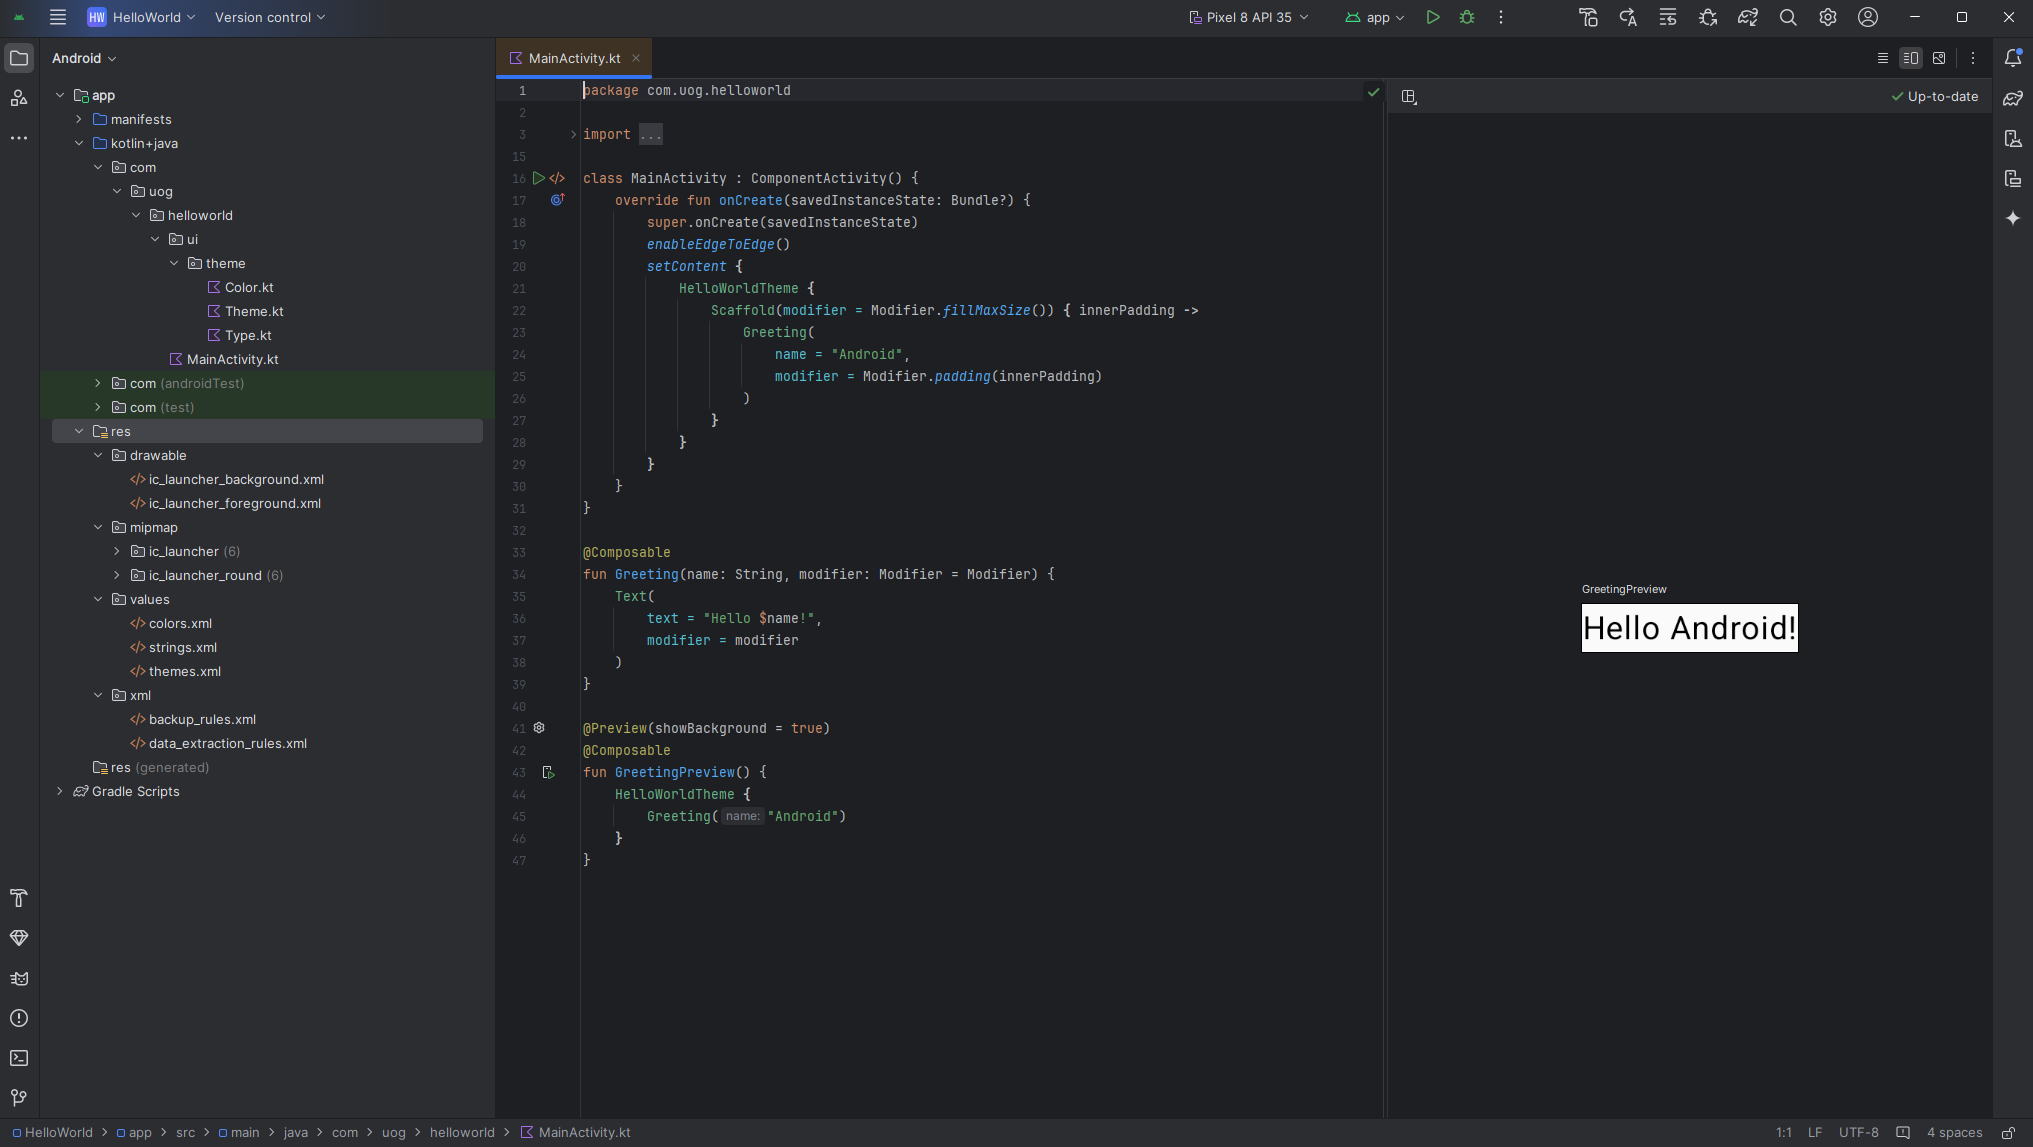 HW HelloWorld Version control Pixel 8 API 35 app
Android
app
manifests
kotlin+java
com
uog
helloworld
ui
theme
Color.kt
Theme.kt
Type.kt
MainActivity.kt
com (androidTest)
com (test)
res
drawable
ic_launcher_background.xml
ic_launcher_foreground.xml
mipmap
ic_launcher (6)
ic_launcher_round (6)
values
colors.xml
strings.xml
themes.xml
xml
backup_rules.xml
data_extraction_rules.xml
res (generated)
Gradle Scripts
MainActivity.kt
1 package com.uog.helloworld
2
3 import ...
15
16 class MainActivity : ComponentActivity() {
17 override fun onCreate(savedInstanceState: Bundle?) {
18 super.onCreate(savedInstanceState)
19 enableEdgeToEdge()
20 setContent {
21 HelloWorldTheme {
22 Scaffold(modifier = Modifier.fillMaxSize()) { innerPadding ->
23 Greeting(
24 name = "Android",
25 modifier = Modifier.padding(innerPadding)
26 )
27 }
28 }
29 }
30 }
31 }
32
33 @Composable
34 fun Greeting(name: String, modifier: Modifier = Modifier) {
35 Text(
36 text = "Hello $name!",
37 modifier = modifier
38 )
39 }
40
41 @Preview(showBackground = true)
42 @Composable
43 fun GreetingPreview() {
44 HelloWorldTheme {
45 Greeting( name: "Android")
46 }
47 }
Up-to-date
GreetingPreview
Hello Android!
HelloWorld > app > src > main > java > com > uog > helloworld > MainActivity.kt
1:1 LF UTF-8 4 spaces